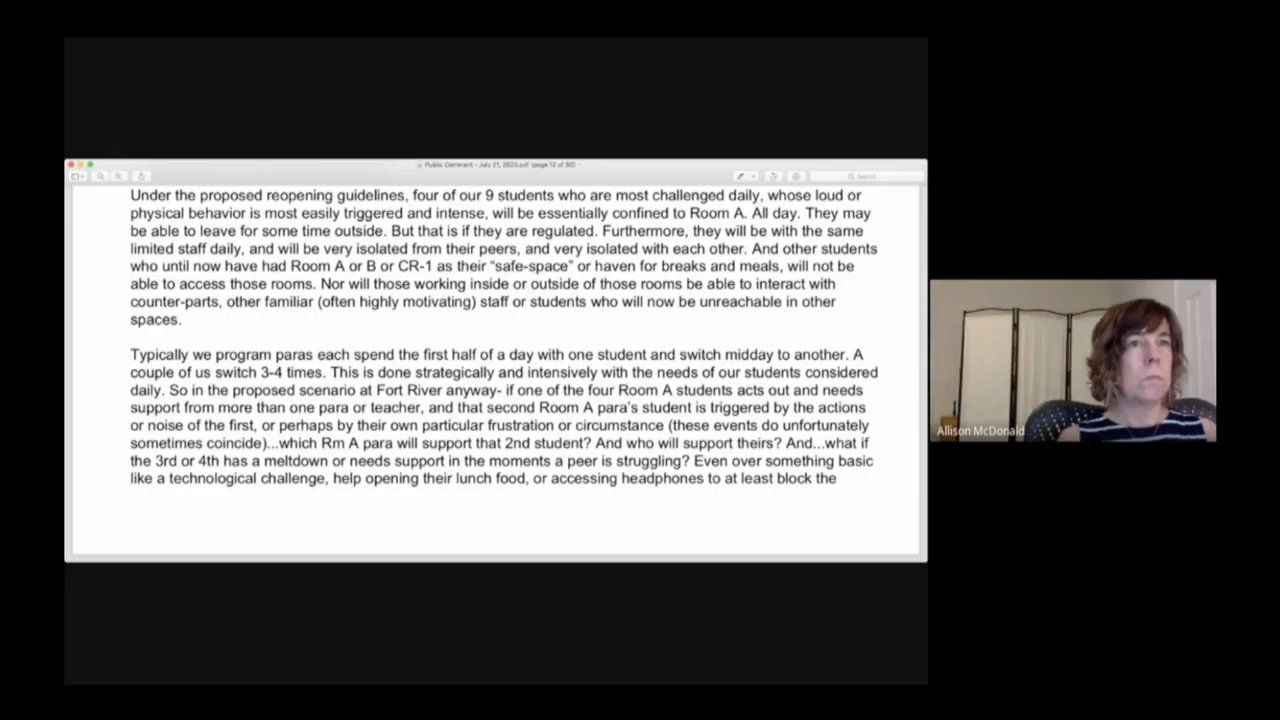 Public Comment - July 21, 2020.pdf (page 12 of 30)
Search
Under the proposed reopening guidelines, four of our 9 students who are most challenged daily, whose loud or
physical behavior is most easily triggered and intense, will be essentially confined to Room A. All day. They may
be able to leave for some time outside. But that is if they are regulated. Furthermore, they will be with the same
limited staff daily, and will be very isolated from their peers, and very isolated with each other. And other students
who until now have had Room A or B or CR-1 as their “safe-space” or haven for breaks and meals, will not be
able to access those rooms. Nor will those working inside or outside of those rooms be able to interact with
counter-parts, other familiar (often highly motivating) staff or students who will now be unreachable in other
spaces.
Typically we program paras each spend the first half of a day with one student and switch midday to another. A
couple of us switch 3-4 times. This is done strategically and intensively with the needs of our students considered
daily. So in the proposed scenario at Fort River anyway- if one of the four Room A students acts out and needs
support from more than one para or teacher, and that second Room A para's student is triggered by the actions
or noise of the first, or perhaps by their own particular frustration or circumstance (these events do unfortunately
sometimes coincide)...which Rm A para will support that 2nd student? And who will support theirs? And...what if
the 3rd or 4th has a meltdown or needs support in the moments a peer is struggling? Even over something basic
like a technological challenge, help opening their lunch food, or accessing headphones to at least block the
Allison McDonald